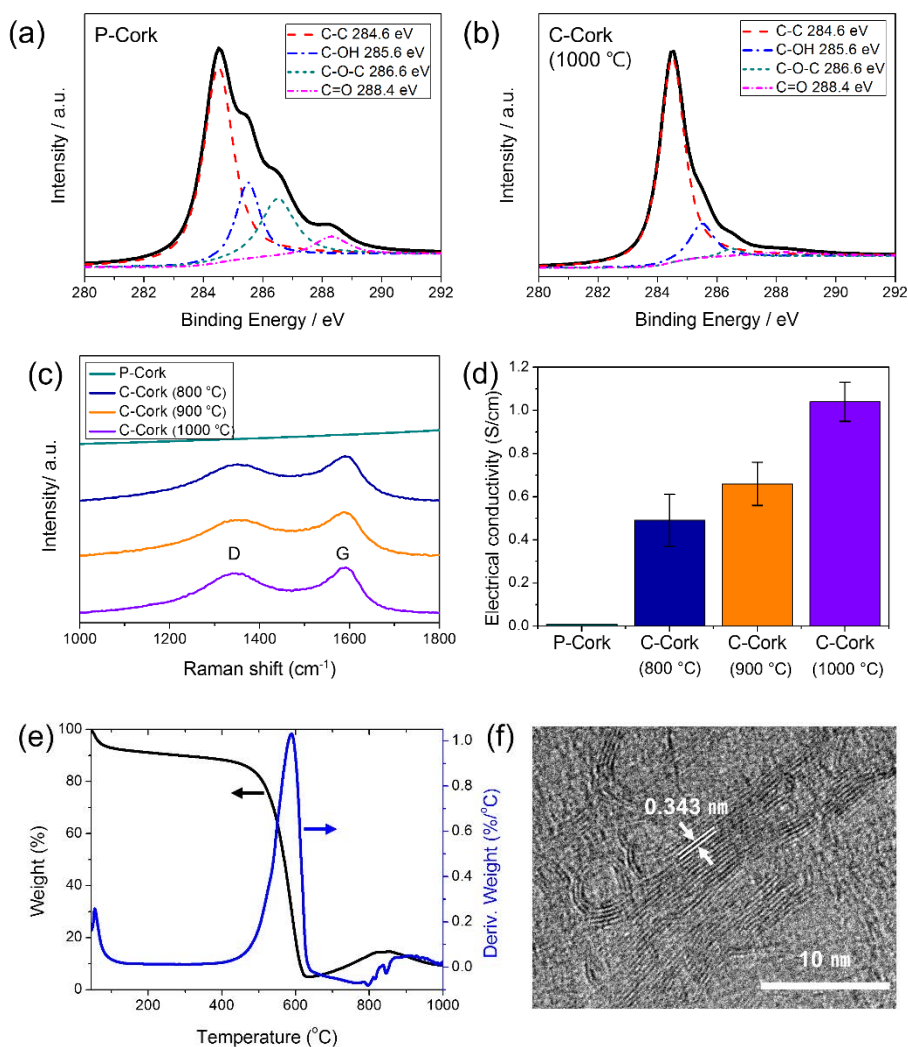 (a)
P-Cork
C-C 284.6 eV
C-OH 285.6 eV
C-O-C 286.6 eV
C=O 288.4 eV
Intensity / a.u.
280 282 284 286 288 290 292
Binding Energy / eV
(b)
C-Cork
(1000 ℃)
C-C 284.6 eV
C-OH 285.6 eV
C-O-C 286.6 eV
C=O 288.4 eV
Intensity / a.u.
280 282 284 286 288 290 292
Binding Energy / eV
(c)
P-Cork
C-Cork (800 °C)
C-Cork (900 °C)
C-Cork (1000 °C)
Intensity/ a.u.
D G
1000 1200 1400 1600 1800
Raman shift (cm⁻¹)
(d)
Electrical conductivity (S/cm)
1.2
1.0
0.8
0.6
0.4
0.2
0.0
P-Cork C-Cork C-Cork C-Cork
(800 °C) (900 °C) (1000 °C)
(e)
Weight (%)
100
80
60
40
20
0
1.0
0.8
0.6
0.4
0.2
0.0
Deriv. Weight (%/°C)
200 400 600 800 1000
Temperature (°C)
(f)
0.343 ㎚
10 ㎚